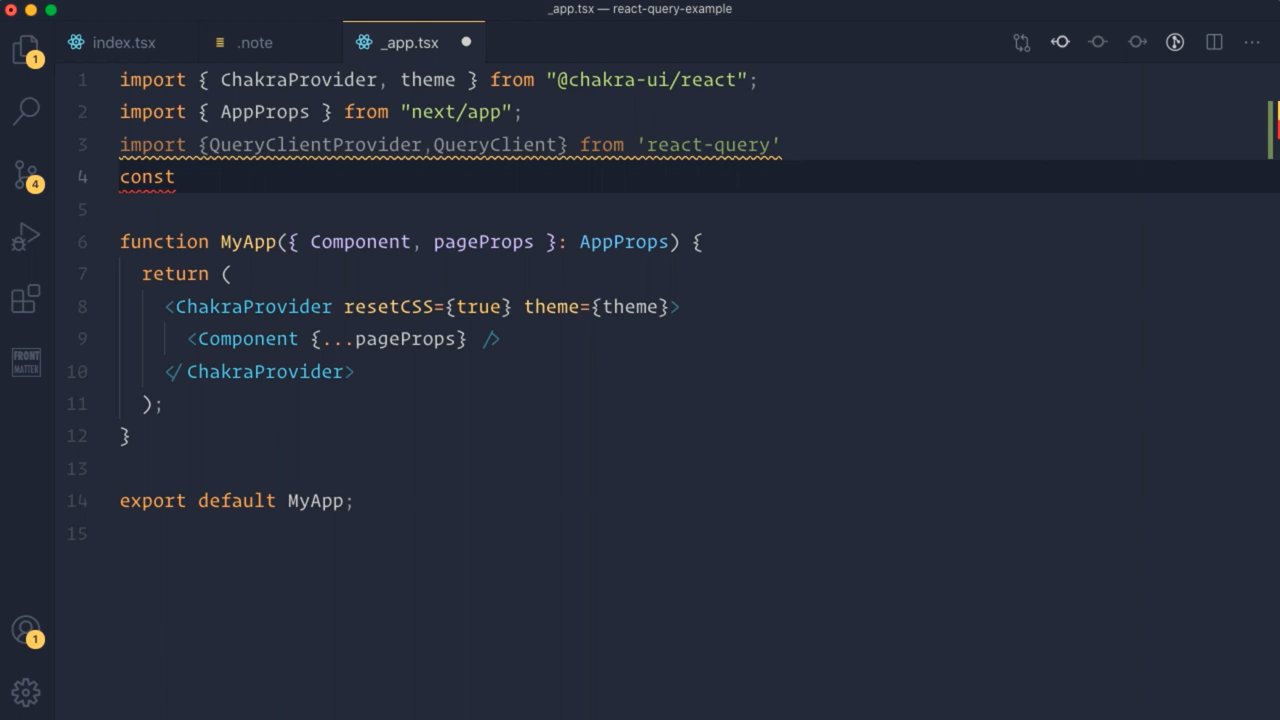 _app.tsx — react-query-example
index.tsx
.note
_app.tsx
1 import { ChakraProvider, theme } from "@chakra-ui/react";
2 import { AppProps } from "next/app";
3 import {QueryClientProvider,QueryClient} from 'react-query'
4 const
5
6 function MyApp({ Component, pageProps }: AppProps) {
7 return (
8 <ChakraProvider resetCSS={true} theme={theme}>
9 <Component {...pageProps} />
10 </ChakraProvider>
11 );
12 }
13
14 export default MyApp;
15
1
4
FRONT
MATTER
1